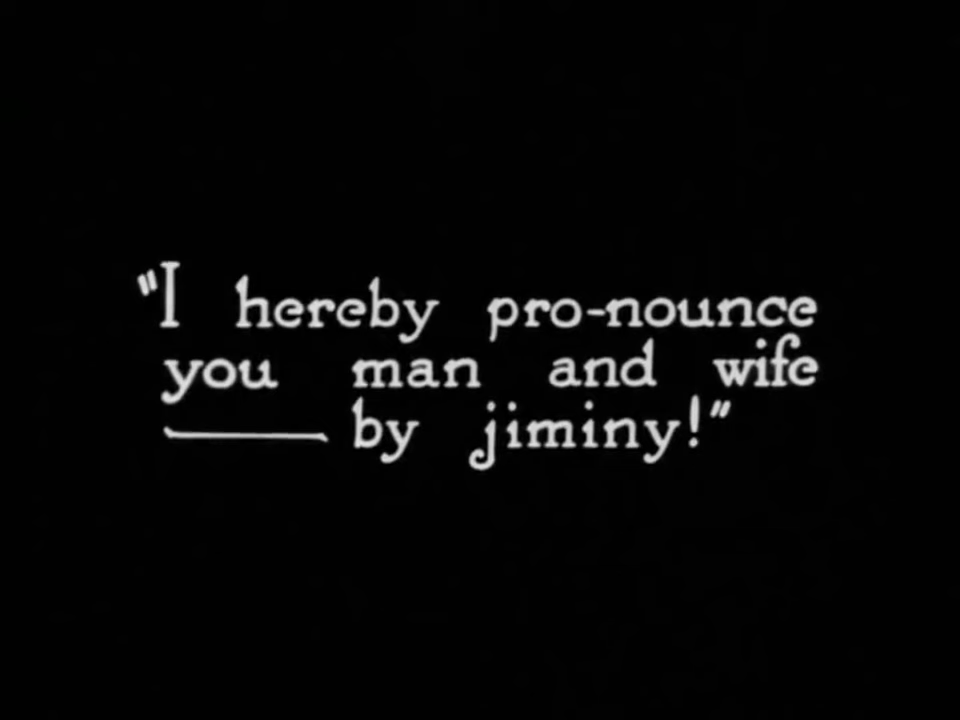 "I hereby pro-nounce
you man and wife
—— by jiminy!"